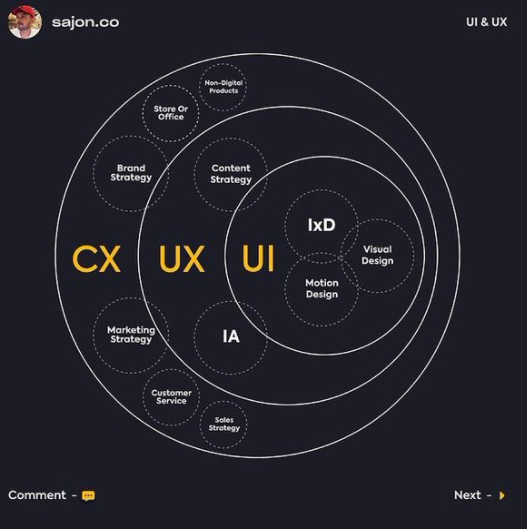 sajon.co
UI & UX
Non-Digital
Products
Store Or
Office
Brand
Strategy
Content
Strategy
IxD
Visual
Design
CX
UX
UI
Motion
Design
Marketing
Strategy
IA
Customer
Service
Sales
Strategy
Comment -
Next -